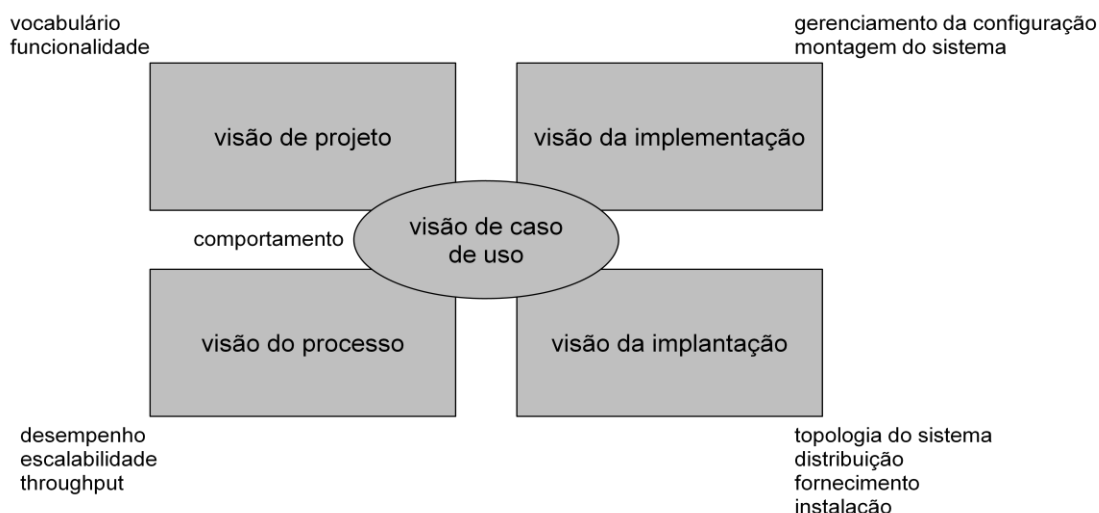 vocabulário
funcionalidade
gerenciamento da configuração
montagem do sistema
visão de projeto
visão da implementação
comportamento
visão de caso
de uso
visão do processo
visão da implantação
desempenho
escalabilidade
throughput
topologia do sistema
distribuição
fornecimento
instalação